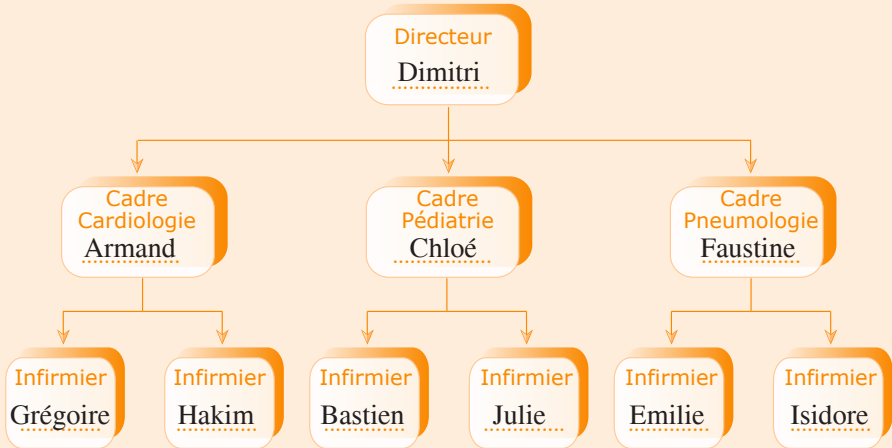 Directeur
Dimitri
Cadre
Cardiologie
Armand
Cadre
Pédiatrie
Chloé
Cadre
Pneumologie
Faustine
Infirmier
Grégoire
Infirmier
Hakim
Infirmier
Bastien
Infirmier
Julie
Infirmier
Emilie
Infirmier
Isidore